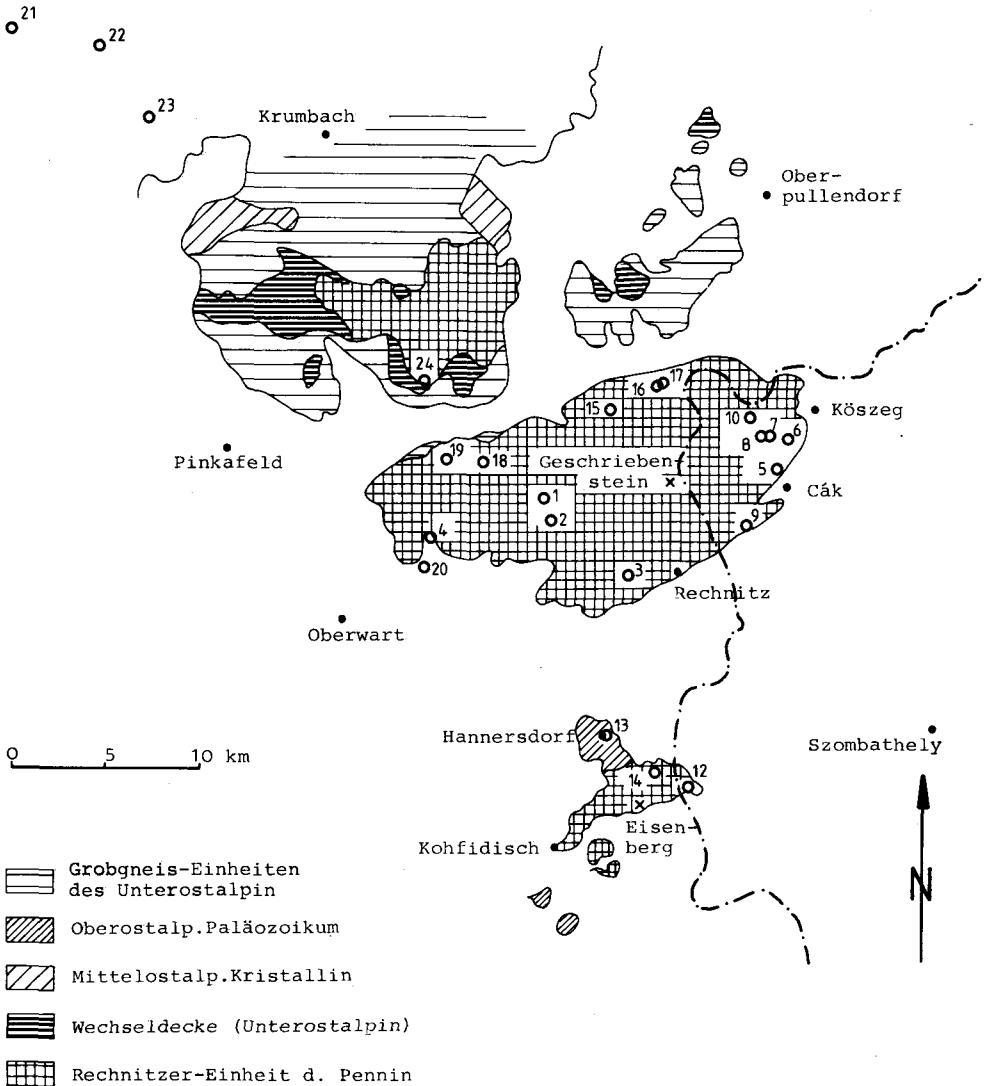 21
22
23
Krumbach
Ober-
pullendorf
24
17
16
15
10
Köszeg
7
6
8
Pinkafeld
19
18
Geschrieben-
stein
5
Cák
1
2
9
4
20
3
Rechnitz
Oberwart
Hannersdorf
13
Szombathely
0 5 10 km
14
12
Eisen-
berg
Kohfidisch
N
Grobgneis-Einheiten
des Unterostalpin
Oberostalp.Paläozoikum
Mittelostalp.Kristallin
Wechseldecke (Unterostalpin)
Rechnitzer-Einheit d. Pennin